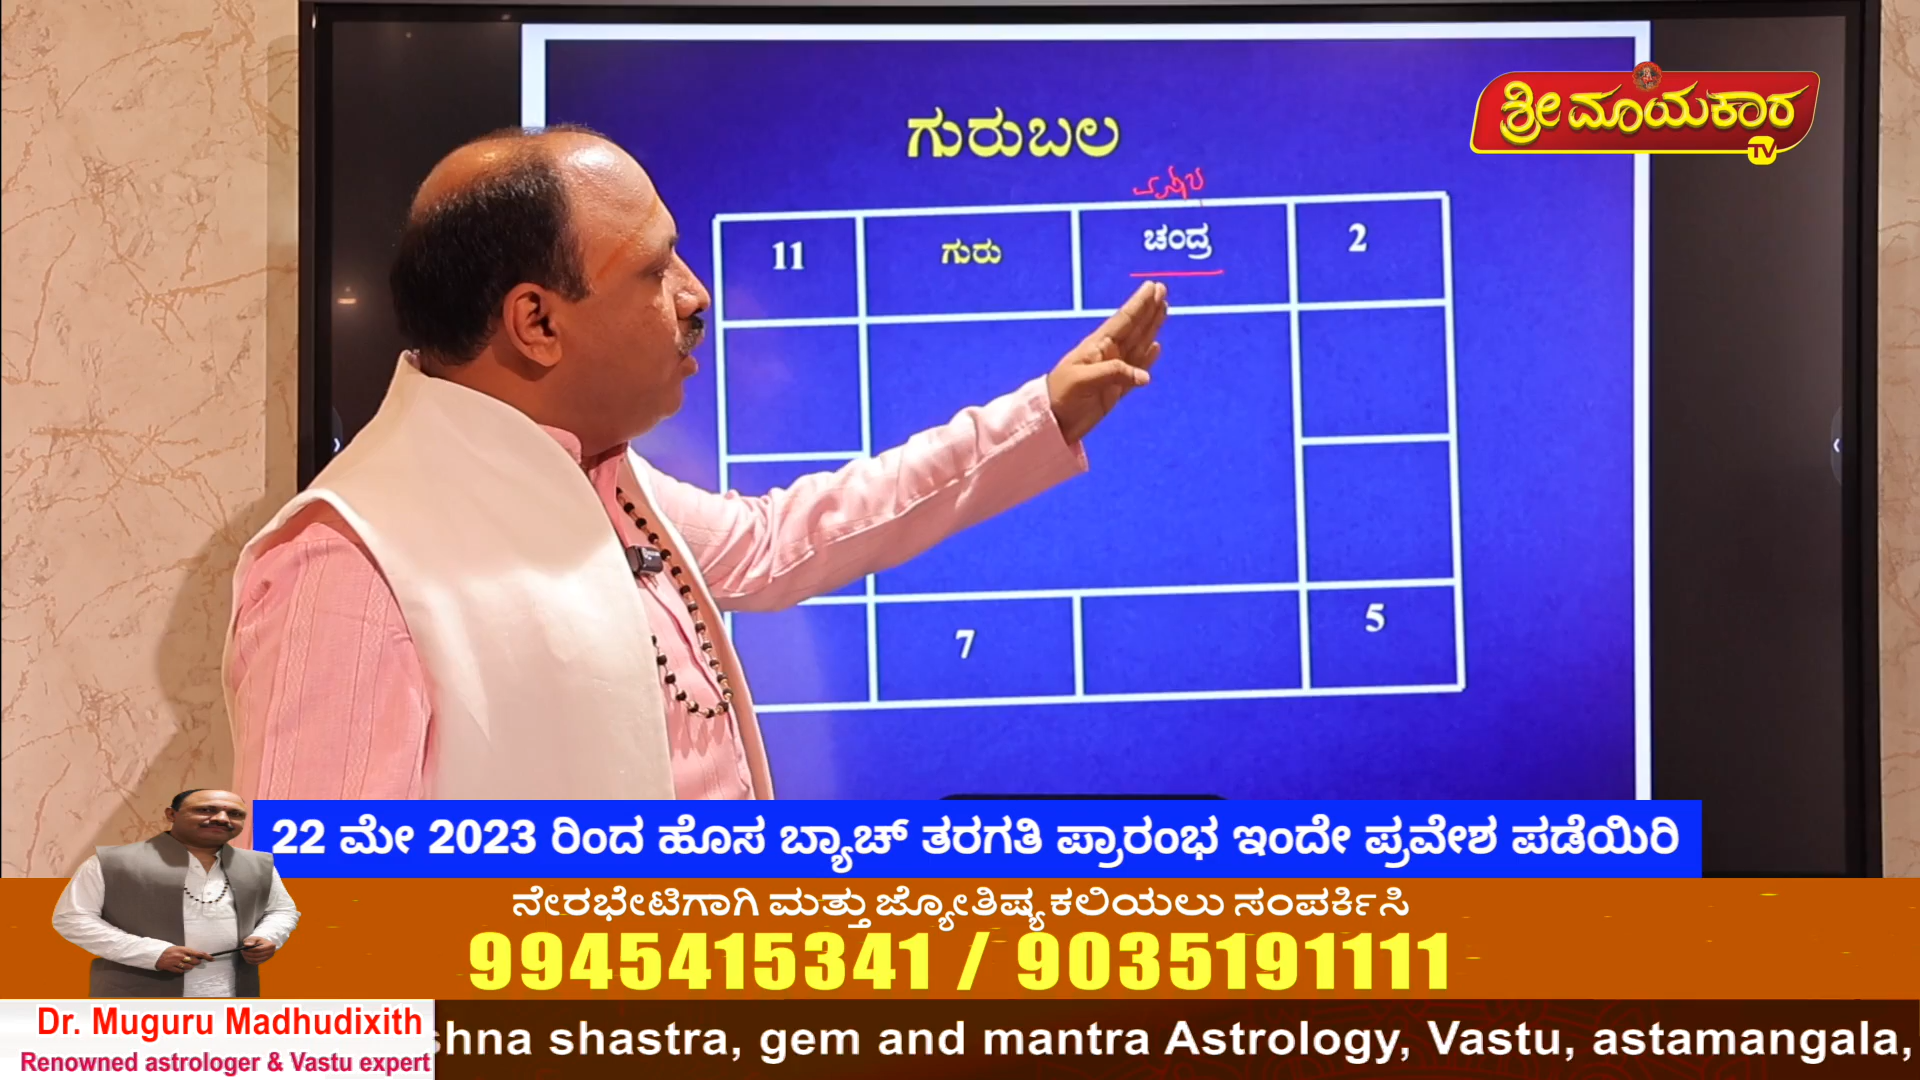 ಶ್ರೀ ಮಾಯಕಾರ
TV
ಗುರುಬಲ
11 ಗುರು ಚಂದ್ರ 2
7 5
22 ಮೇ 2023 ರಿಂದ ಹೊಸ ಬ್ಯಾಚ್ ತರಗತಿ ಪ್ರಾರಂಭ ಇಂದೇ ಪ್ರವೇಶ ಪಡೆಯಿರಿ
ನೇರಭೇಟಿಗಾಗಿ ಮತ್ತು ಜ್ಯೋತಿಷ್ಯ ಕಲಿಯಲು ಸಂಪರ್ಕಿಸಿ
9945415341 / 9035191111
Dr. Muguru Madhudixith
Renowned astrologer & Vastu expert
shna shastra, gem and mantra Astrology, Vastu, astamangala,